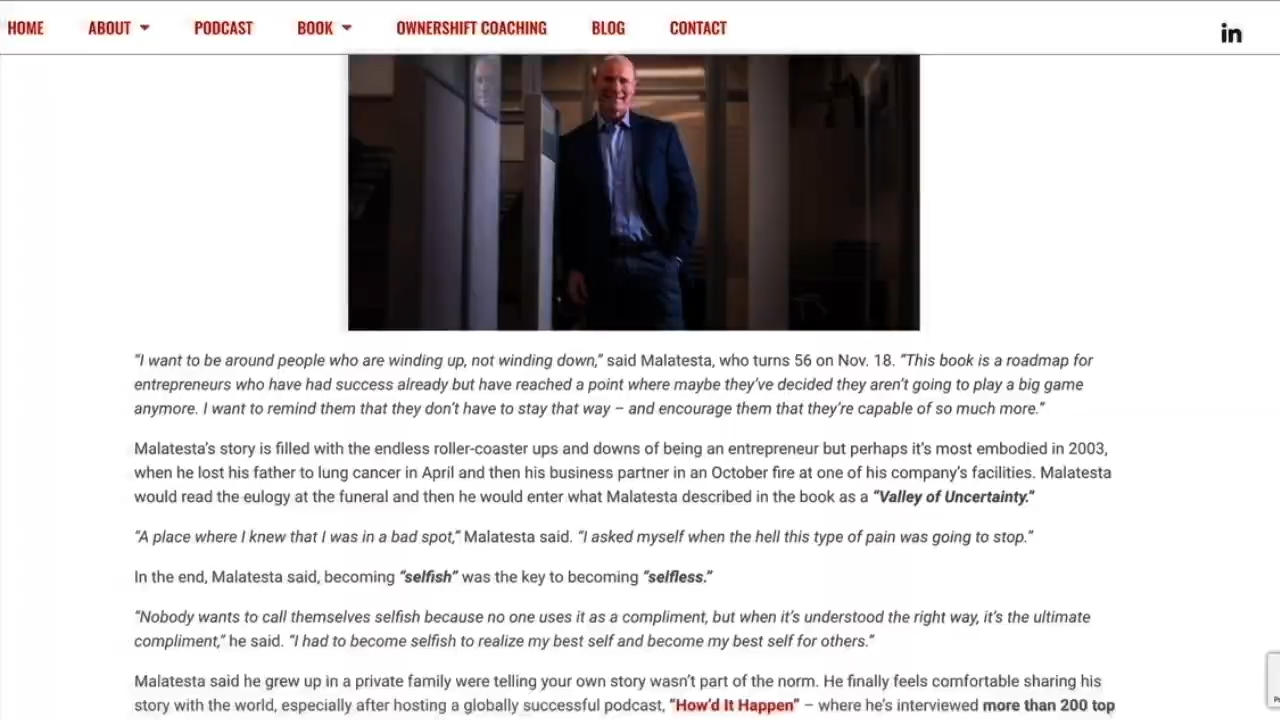 HOME ABOUT PODCAST BOOK OWNERSHIFT COACHING BLOG CONTACT in
“I want to be around people who are winding up, not winding down,” said Malatesta, who turns 56 on Nov. 18. “This book is a roadmap for
entrepreneurs who have had success already but have reached a point where maybe they’ve decided they aren’t going to play a big game
anymore. I want to remind them that they don’t have to stay that way – and encourage them that they’re capable of so much more.”
Malatesta’s story is filled with the endless roller-coaster ups and downs of being an entrepreneur but perhaps it’s most embodied in 2003,
when he lost his father to lung cancer in April and then his business partner in an October fire at one of his company’s facilities. Malatesta
would read the eulogy at the funeral and then he would enter what Malatesta described in the book as a “Valley of Uncertainty.”
“A place where I knew that I was in a bad spot,” Malatesta said. “I asked myself when the hell this type of pain was going to stop.”
In the end, Malatesta said, becoming “selfish” was the key to becoming “selfless.”
“Nobody wants to call themselves selfish because no one uses it as a compliment, but when it’s understood the right way, it’s the ultimate
compliment,” he said. “I had to become selfish to realize my best self and become my best self for others.”
Malatesta said he grew up in a private family were telling your own story wasn’t part of the norm. He finally feels comfortable sharing his
story with the world, especially after hosting a globally successful podcast, “How’d It Happen” – where he’s interviewed more than 200 top